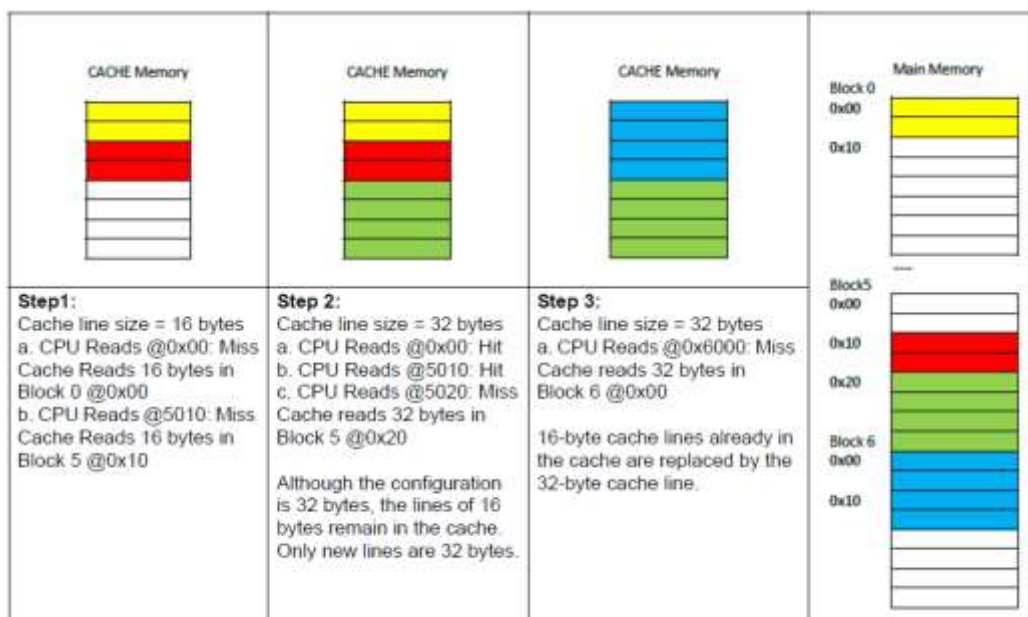 CACHE Memory
CACHE Memory
CACHE Memory
Main Memory
Block 0
0x00
0x10
Block5
0x00
0x10
0x20
Block 6
0x00
0x10
Step1:
Cache line size = 16 bytes
a. CPU Reads @0x00: Miss
Cache Reads 16 bytes in
Block 0 @0x00
b. CPU Reads @5010: Miss
Cache Reads 16 bytes in
Block 5 @0x10
Step 2:
Cache line size = 32 bytes
a. CPU Reads @0x00: Hit
b. CPU Reads @5010: Hit
c. CPU Reads @5020: Miss
Cache reads 32 bytes in
Block 5 @0x20
Although the configuration
is 32 bytes, the lines of 16
bytes remain in the cache.
Only new lines are 32 bytes.
Step 3:
Cache line size = 32 bytes
a. CPU Reads @0x6000: Miss
Cache reads 32 bytes in
Block 6 @0x00
16-byte cache lines already in
the cache are replaced by the
32-byte cache line.